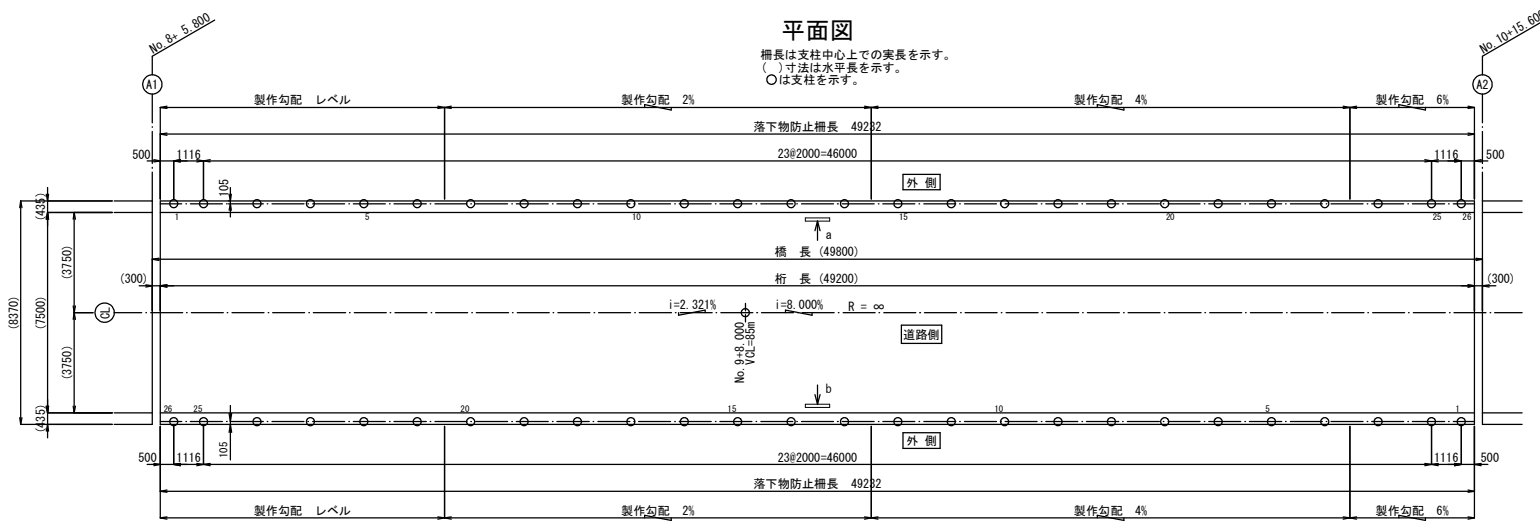 平面図
柵長は支柱中心上での実長を示す。
( )寸法は水平長を示す。
○は支柱を示す。
No.8+ 5.800
No.10+15.600
A1
A2
製作勾配 レベル
製作勾配 2%
製作勾配 4%
製作勾配 6%
落下物防止柵長 49232
500
1116
23@2000=46000
1116
500
105
外 側
1
5
10
15
20
25
26
a
橋 長 (49800)
(300)
桁 長 (49200)
(300)
(435)
(3750)
(8370)
(7500)
(3750)
(435)
CL
i=2.321%
i=8.000%
R = ∞
No.9+8.000
VCL=85m
道路側
b
26
25
20
15
10
5
1
105
外 側
500
1116
23@2000=46000
1116
500
落下物防止柵長 49232
製作勾配 レベル
製作勾配 2%
製作勾配 4%
製作勾配 6%